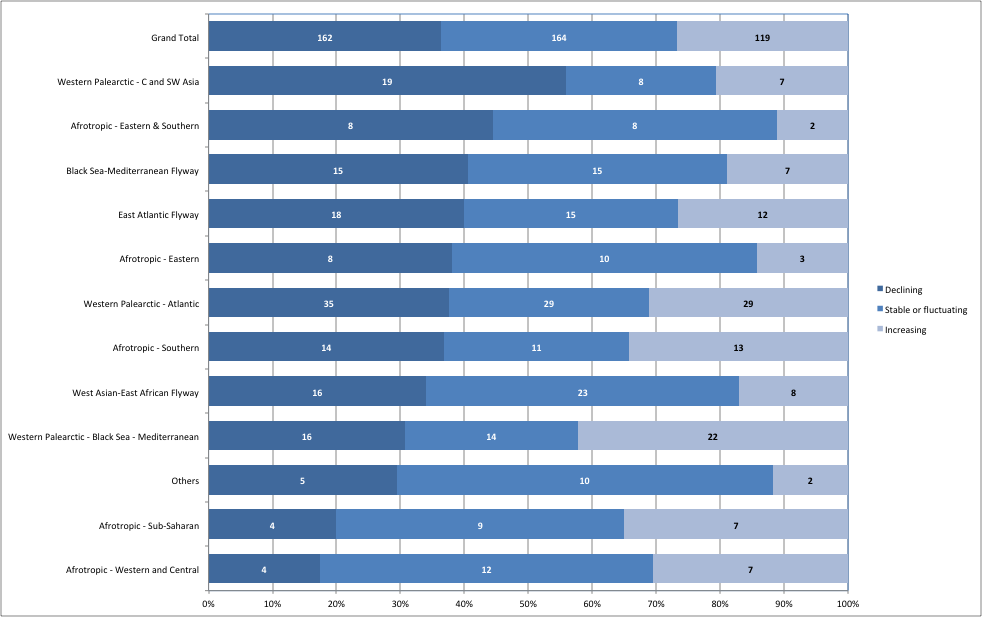 Grand Total 162 164 119
Western Palearctic - C and SW Asia 19 8 7
Afrotropic - Eastern & Southern 8 8 2
Black Sea-Mediterranean Flyway 15 15 7
East Atlantic Flyway 18 15 12
Afrotropic - Eastern 8 10 3
Western Palearctic - Atlantic 35 29 29
Afrotropic - Southern 14 11 13
West Asian-East African Flyway 16 23 8
Western Palearctic - Black Sea - Mediterranean 16 14 22
Others 5 10 2
Afrotropic - Sub-Saharan 4 9 7
Afrotropic - Western and Central 4 12 7
0% 10% 20% 30% 40% 50% 60% 70% 80% 90% 100%
Declining
Stable or fluctuating
Increasing